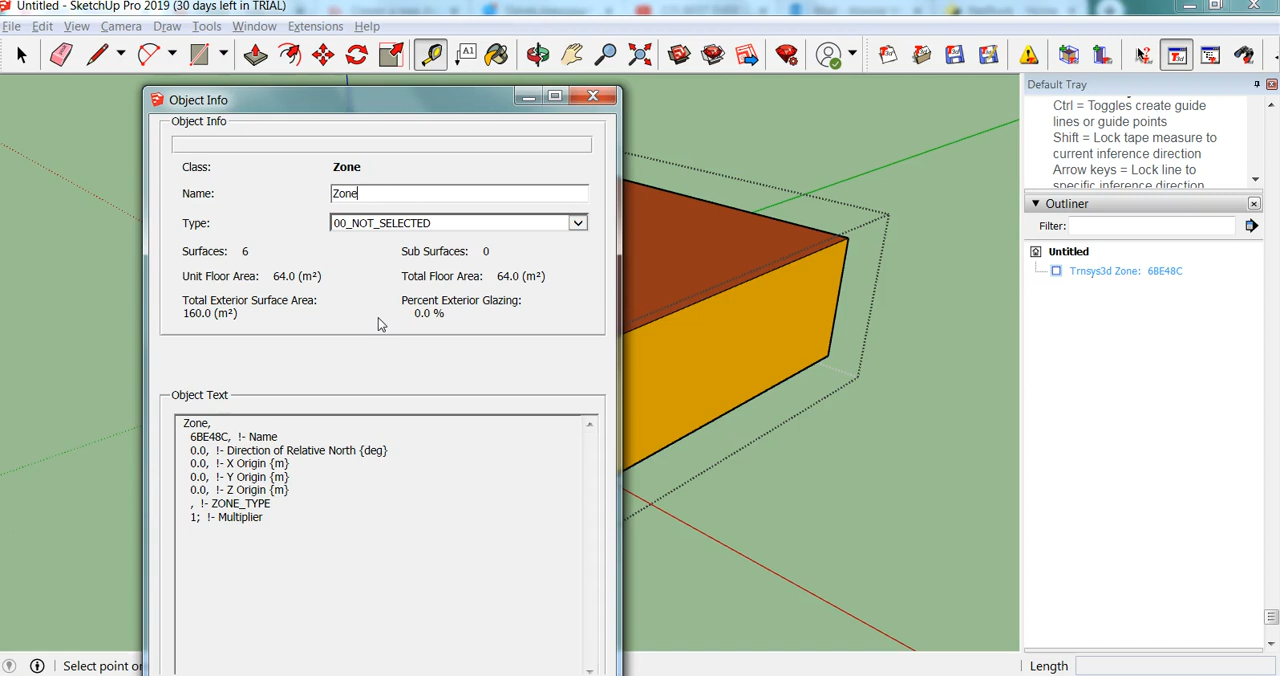 Untitled - SketchUp Pro 2019 (30 days left in TRIAL)
File Edit View Camera Draw Tools Window Extensions Help
A1
Object Info
Object Info
Class: Zone
Name: Zone
Type: 00_NOT_SELECTED
Surfaces: 6 Sub Surfaces: 0
Unit Floor Area: 64.0 (m²) Total Floor Area: 64.0 (m²)
Total Exterior Surface Area: Percent Exterior Glazing:
160.0 (m²) 0.0 %
Object Text
Zone,
6BE48C, !- Name
0.0, !- Direction of Relative North {deg}
0.0, !- X Origin {m}
0.0, !- Y Origin {m}
0.0, !- Z Origin {m}
, !- ZONE_TYPE
1; !- Multiplier
Default Tray
Ctrl = Toggles create guide
lines or guide points
Shift = Lock tape measure to
current inference direction
Arrow keys = Lock line to
specific inference direction
Outliner
Filter:
Untitled
Trnsys3d Zone: 6BE48C
Select point or
Length